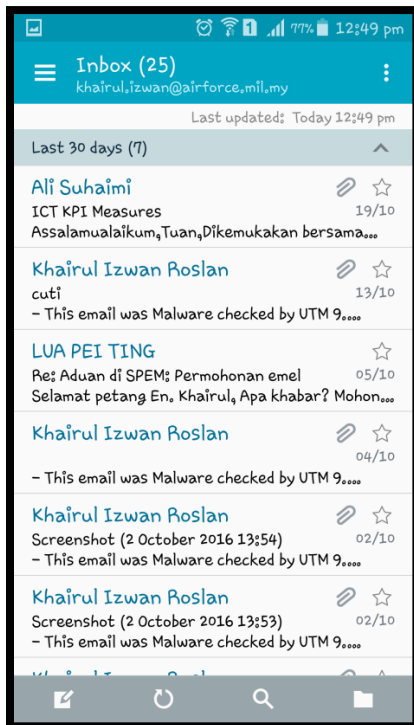 1 77% 12:49 pm
Inbox (25)
khairul.izwan@airforce.mil.my
Last updated: Today 12:49 pm
Last 30 days (7)
Ali Suhaimi
ICT KPI Measures 19/10
Assalamualaikum,Tuan,Dikemukakan bersama...
Khairul Izwan Roslan
cuti 13/10
- This email was Malware checked by UTM 9....
LUA PEI TING
Re: Aduan di SPEM: Permohonan emel 05/10
Selamat petang En. Khairul, Apa khabar? Mohon...
Khairul Izwan Roslan
04/10
- This email was Malware checked by UTM 9....
Khairul Izwan Roslan
Screenshot (2 October 2016 13:54) 02/10
- This email was Malware checked by UTM 9....
Khairul Izwan Roslan
Screenshot (2 October 2016 13:53) 02/10
- This email was Malware checked by UTM 9....